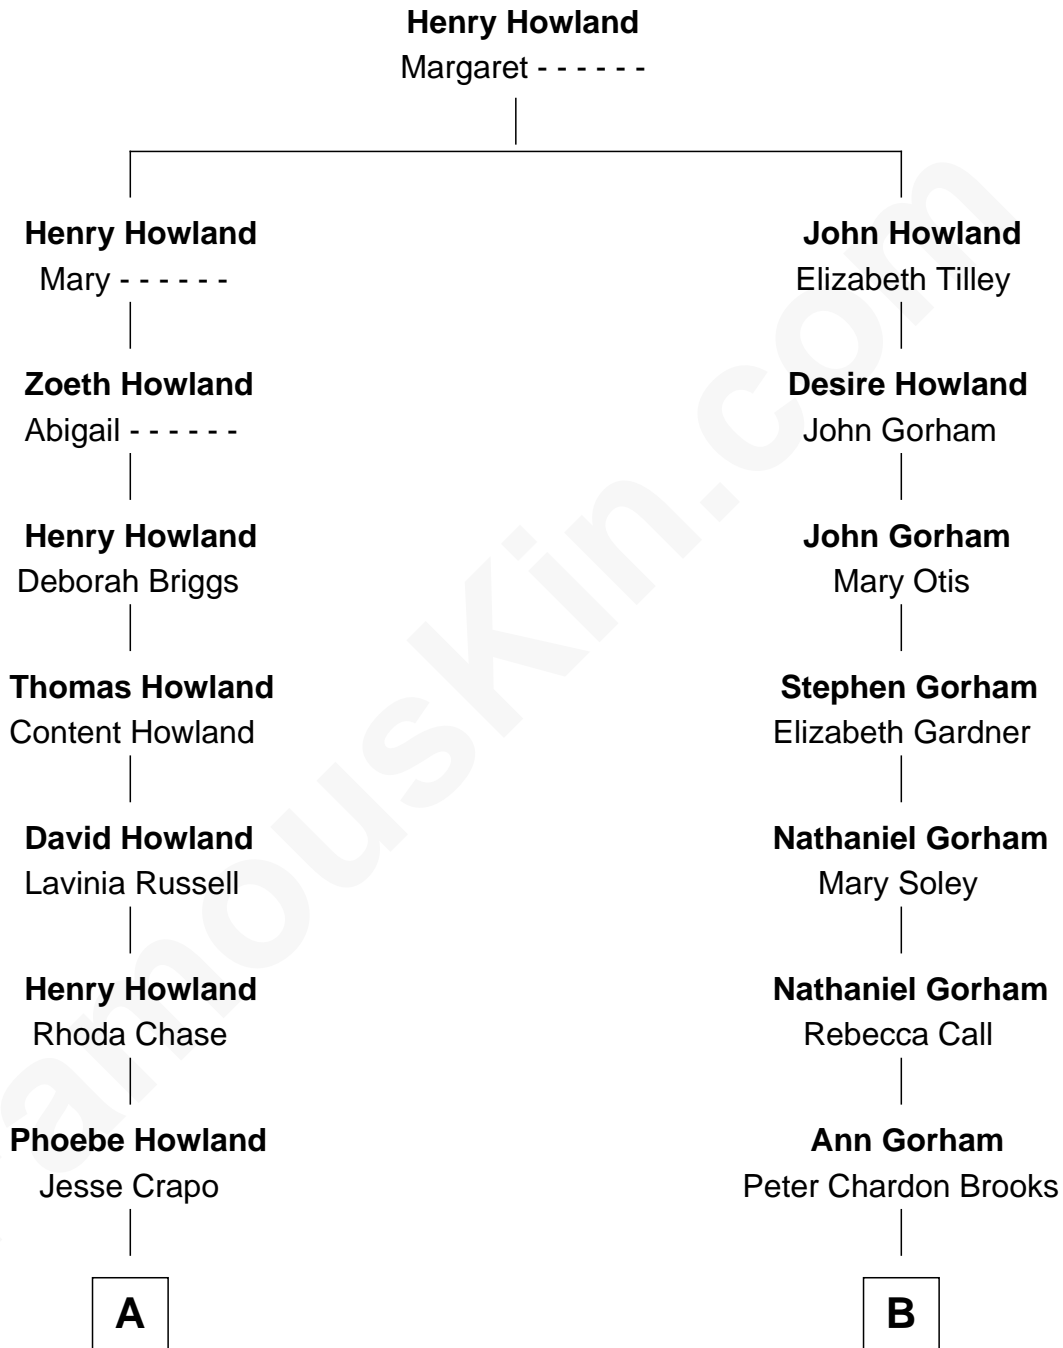 Henry Howland
Margaret - - - - - -
Henry Howland
Mary - - - - - -
John Howland
Elizabeth Tilley
Zoeth Howland
Abigail - - - - - -
Desire Howland
John Gorham
Henry Howland
Deborah Briggs
John Gorham
Mary Otis
Thomas Howland
Content Howland
Stephen Gorham
Elizabeth Gardner
David Howland
Lavinia Russell
Nathaniel Gorham
Mary Soley
Henry Howland
Rhoda Chase
Nathaniel Gorham
Rebecca Call
Phoebe Howland
Jesse Crapo
Ann Gorham
Peter Chardon Brooks
A
B
amouskin.com